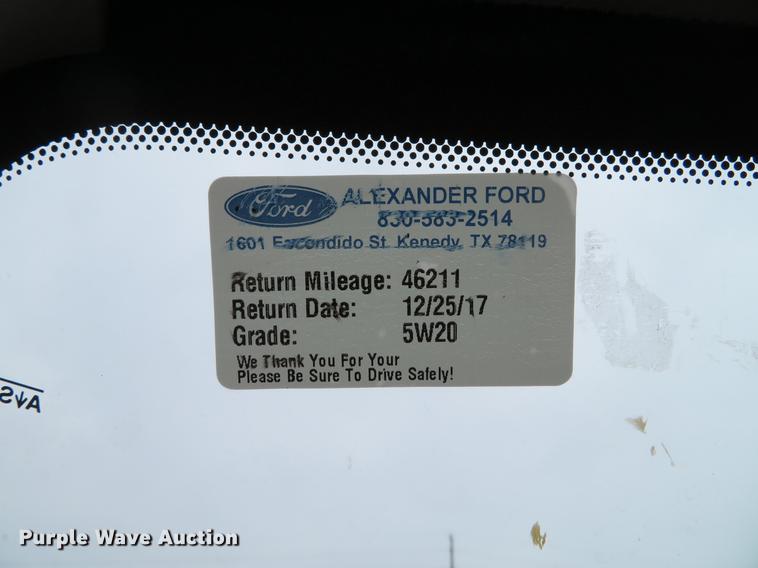 Ford ALEXANDER FORD
830-583-2514
1601 Escondido St Kenedy, TX 78119
Return Mileage: 46211
Return Date: 12/25/17
Grade: 5W20
We Thank You For Your
Please Be Sure To Drive Safely!
Purple Wave Auction